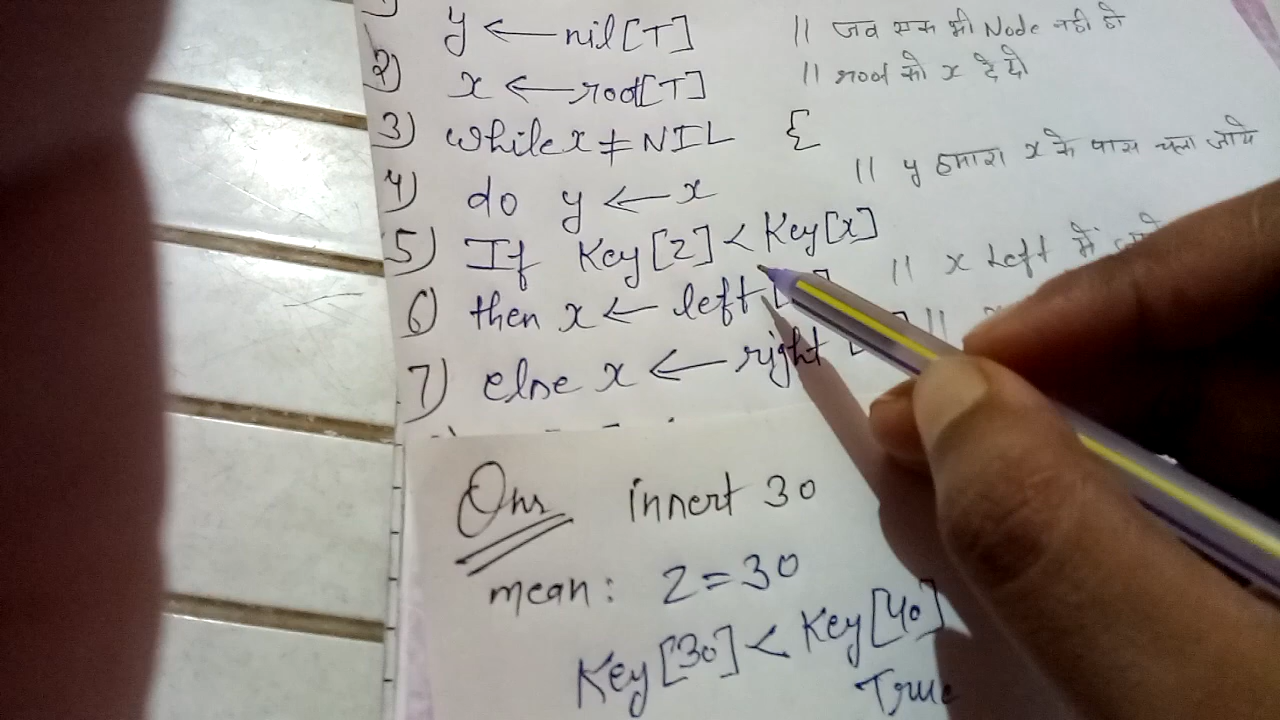 1) y ← nil[T] // जब एक भी Node नही हो
2) x ← root[T] // root को x दे दो
3) while x ≠ NIL {
4) do y ← x // y हमारा x के पास चला जाये
5) If Key[z] < Key[x]
6) then x ← left[ // x Left में
7) else x ← right
Ans insert 30
mean: z = 30
Key[30] < Key[40]
True